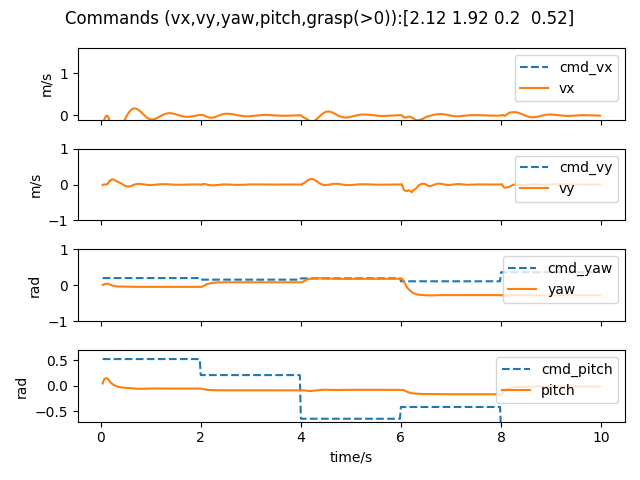 Commands (vx,vy,yaw,pitch,grasp(>0)):[2.12 1.92 0.2  0.52]
1
0
m/s
cmd_vx
vx
1
0
−1
m/s
cmd_vy
vy
1
0
−1
rad
cmd_yaw
yaw
0.5
0.0
−0.5
rad
cmd_pitch
pitch
0 2 4 6 8 10
time/s